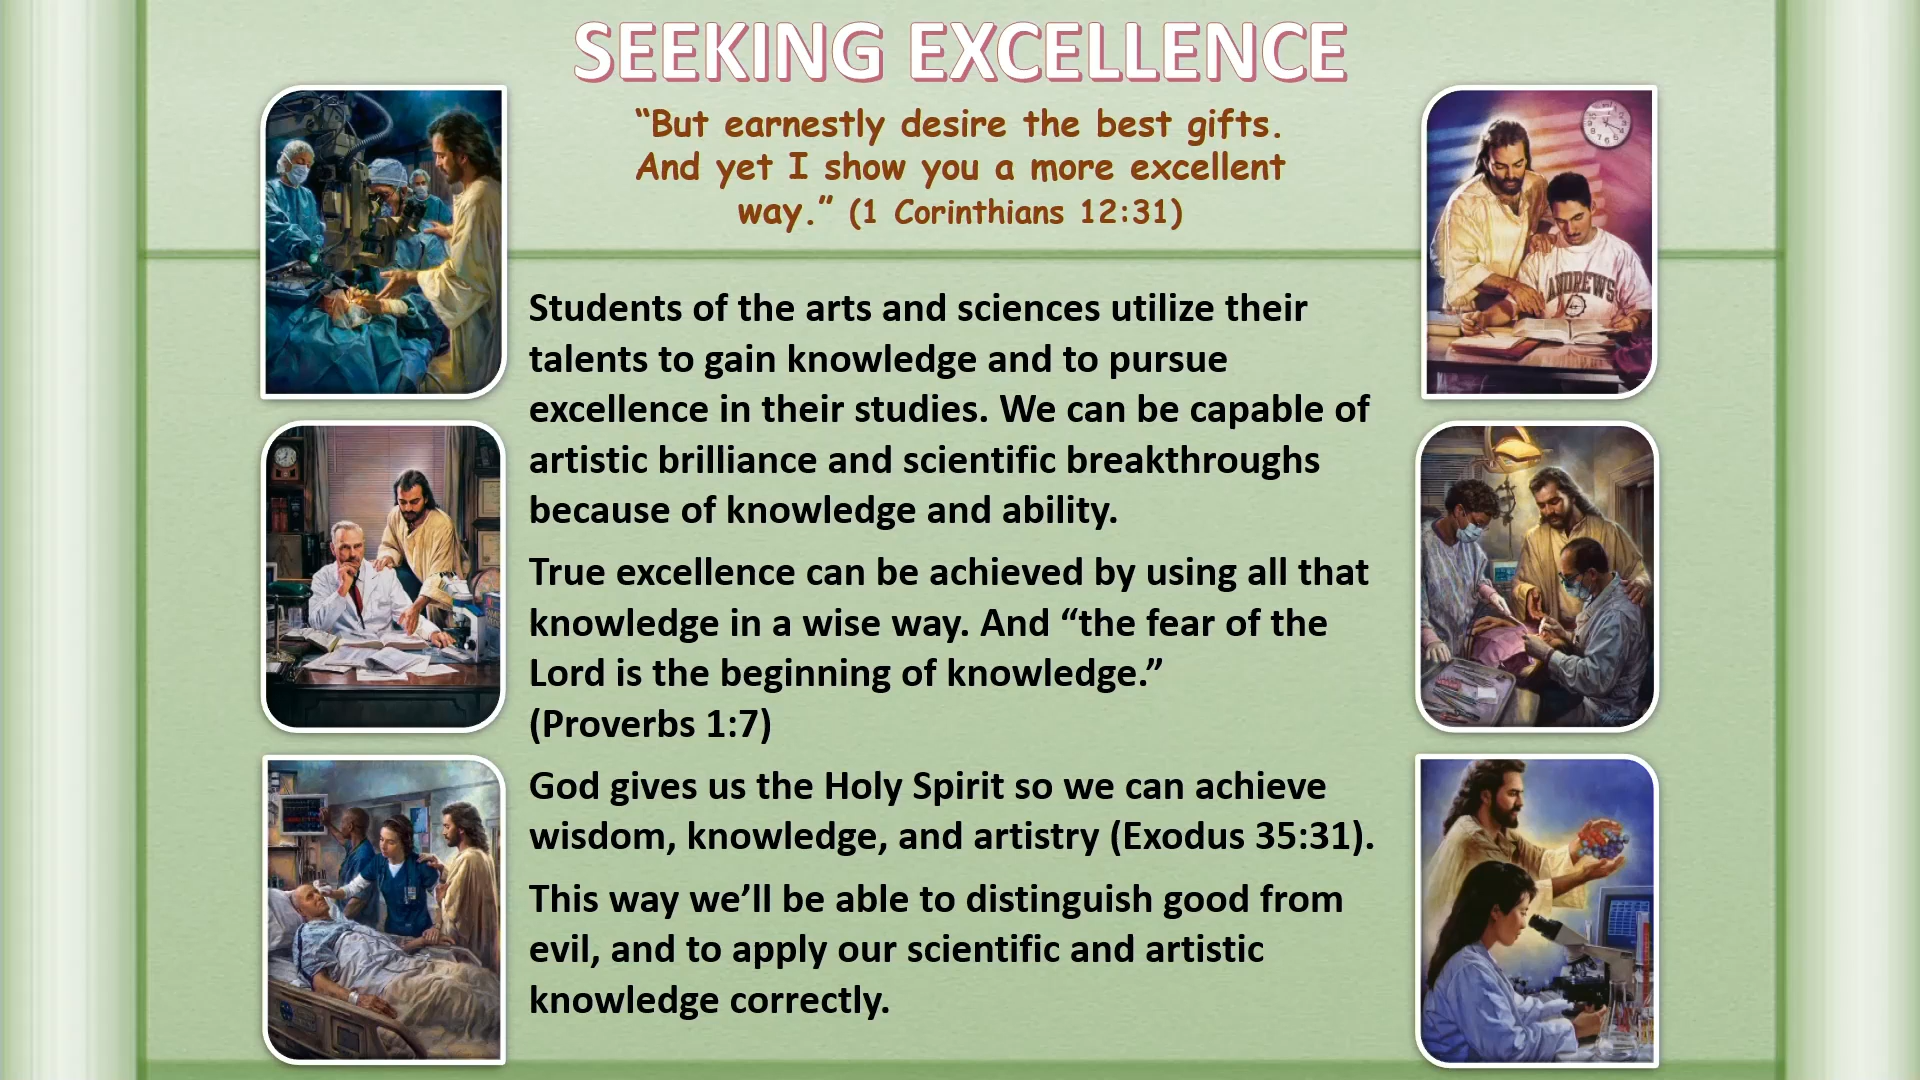 SEEKING EXCELLENCE
“But earnestly desire the best gifts.
And yet I show you a more excellent
way.” (1 Corinthians 12:31)
Students of the arts and sciences utilize their
talents to gain knowledge and to pursue
excellence in their studies. We can be capable of
artistic brilliance and scientific breakthroughs
because of knowledge and ability.
True excellence can be achieved by using all that
knowledge in a wise way. And “the fear of the
Lord is the beginning of knowledge.”
(Proverbs 1:7)
God gives us the Holy Spirit so we can achieve
wisdom, knowledge, and artistry (Exodus 35:31).
This way we’ll be able to distinguish good from
evil, and to apply our scientific and artistic
knowledge correctly.
ANDREWS